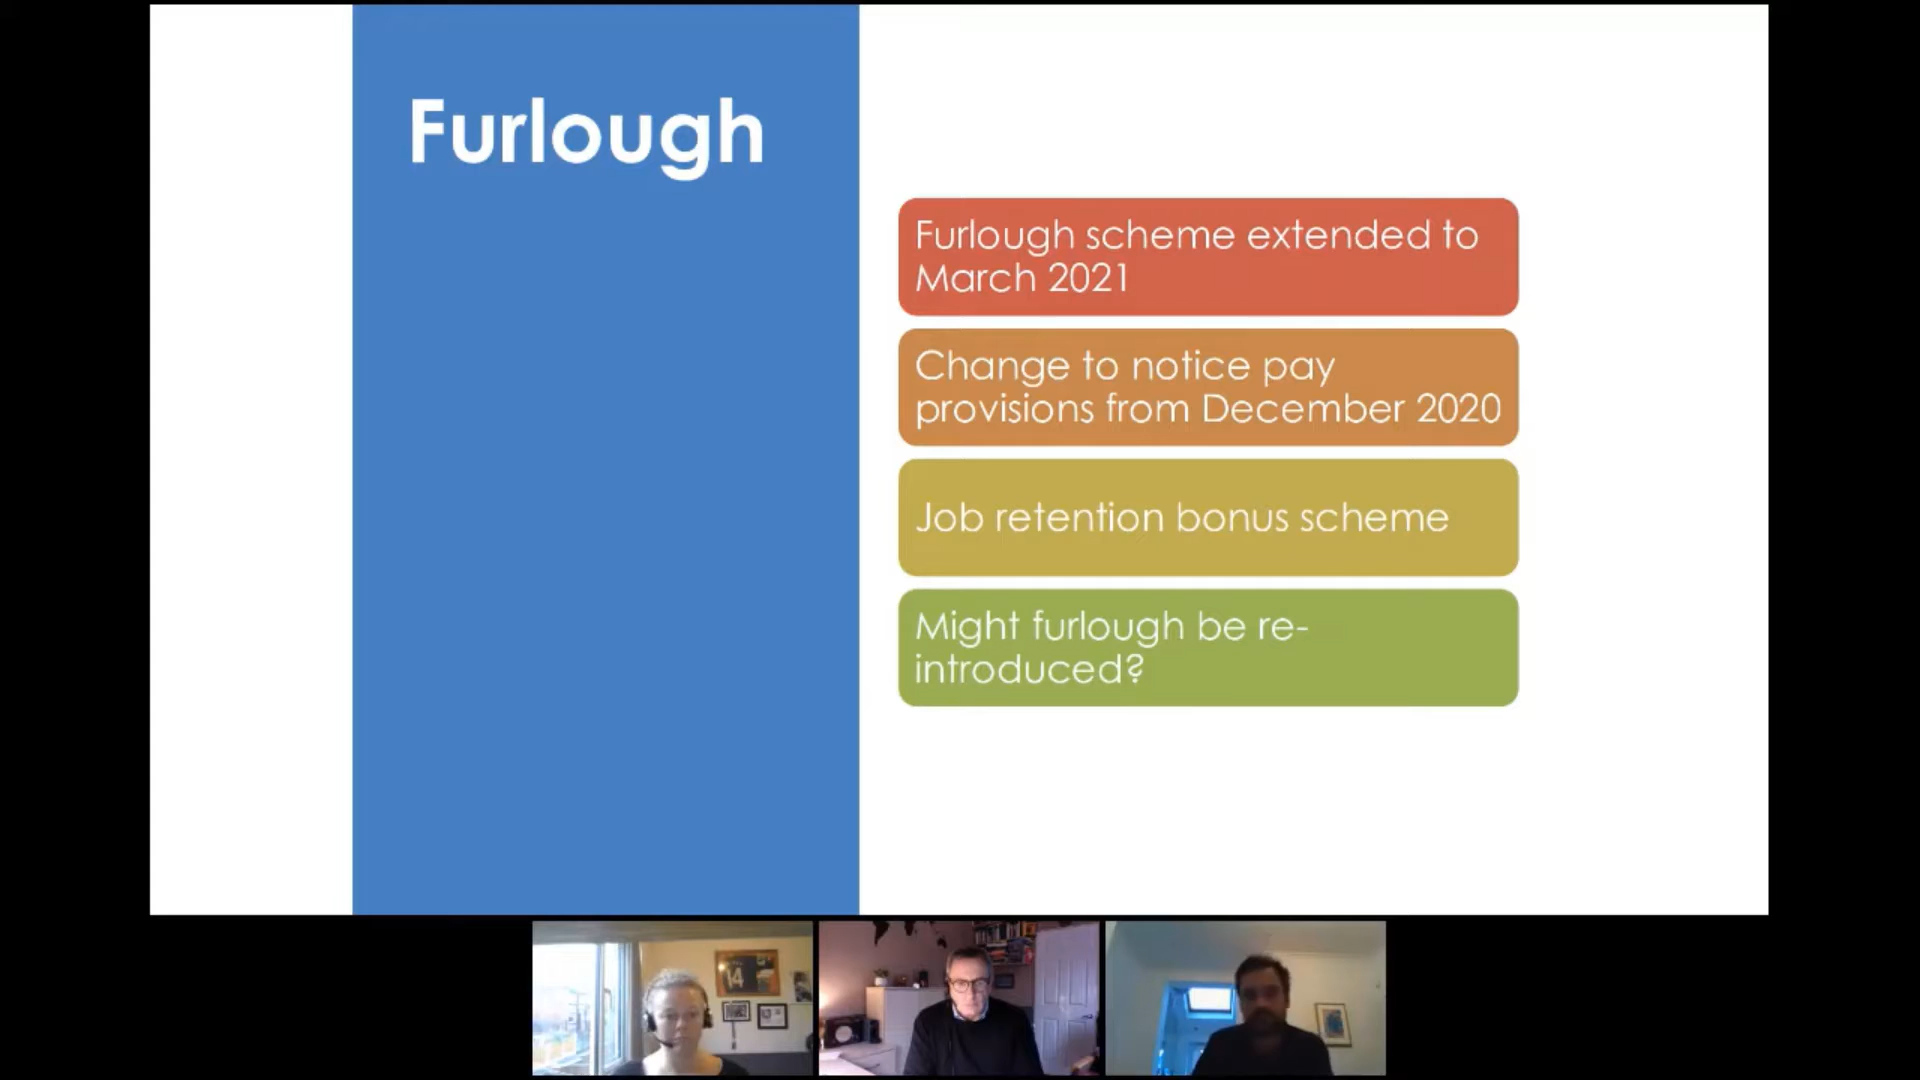 Furlough
Furlough scheme extended to
March 2021
Change to notice pay
provisions from December 2020
Job retention bonus scheme
Might furlough be re-
introduced?
14